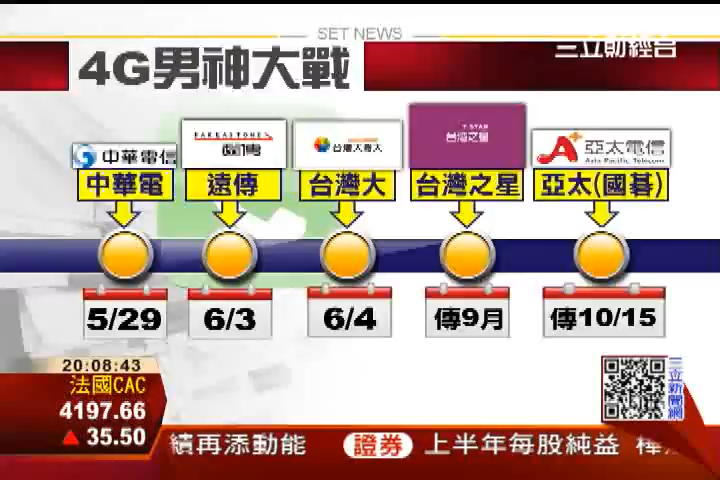 SET NEWS
三立財經台
4G男神大戰
中華電信
FAREASTONE
遠傳
台灣大哥大
T STAR
台灣之星
A+ 亞太電信
Asia Pacific Telecom
中華電
遠傳
台灣大
台灣之星
亞太(國碁)
5/29
6/3
6/4
傳9月
傳10/15
20:08:43
法國CAC
4197.66
▲ 35.50
三立新聞網
續再添動能 證券 上半年每股純益